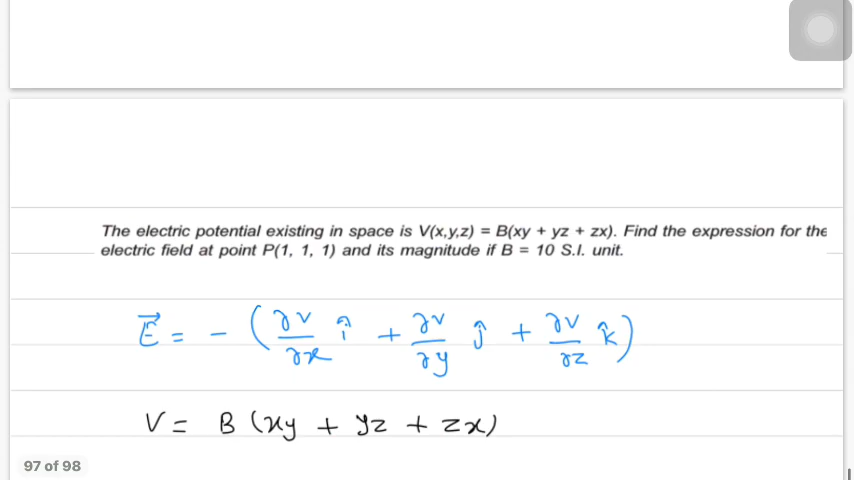 The electric potential existing in space is V(x,y,z) = B(xy + yz + zx). Find the expression for the
electric field at point P(1, 1, 1) and its magnitude if B = 10 S.I. unit.
E⃗ = - (∂V/∂x î + ∂V/∂y ĵ + ∂V/∂z k̂)
V = B (xy + yz + zx)
97 of 98